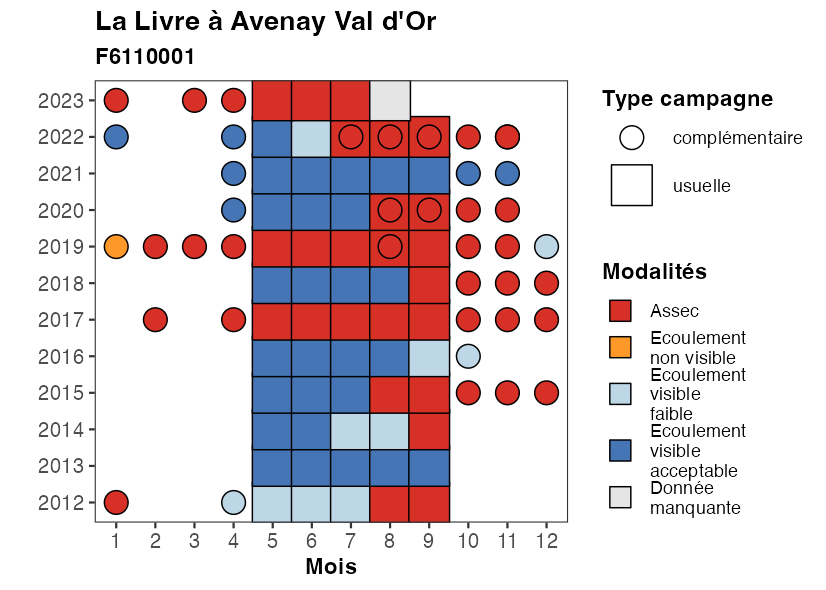 La Livre à Avenay Val d'Or
F6110001
2023
2022
2021
2020
2019
2018
2017
2016
2015
2014
2013
2012
1 2 3 4 5 6 7 8 9 10 11 12
Mois
Type campagne
complémentaire
usuelle
Modalités
Assec
Ecoulement
non visible
Ecoulement
visible
faible
Ecoulement
visible
acceptable
Donnée
manquante